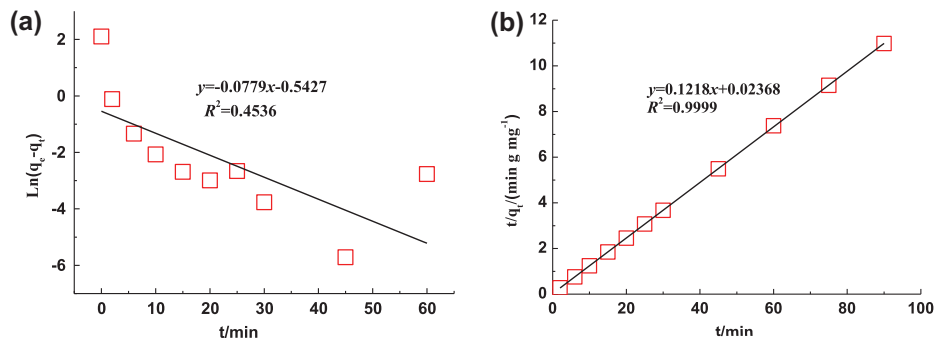 (a)
2
0
-2
-4
-6
Ln(qe-qt)
y=-0.0779x-0.5427
R²=0.4536
0 10 20 30 40 50 60
t/min
(b)
12
10
8
6
4
2
0
t/qt/(min g mg⁻¹)
y=0.1218x+0.02368
R²=0.9999
0 20 40 60 80 100
t/min